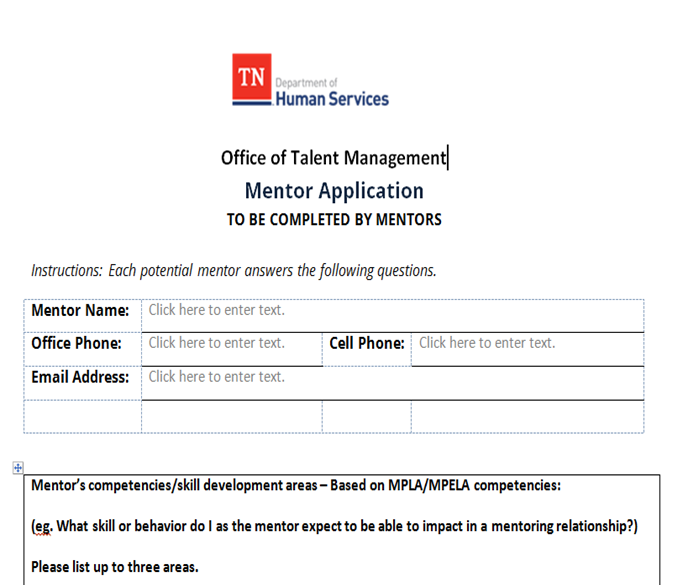 TN
Department of
Human Services
Office of Talent Management
Mentor Application
TO BE COMPLETED BY MENTORS
Instructions: Each potential mentor answers the following questions.
Mentor Name: Click here to enter text.
Office Phone: Click here to enter text. Cell Phone: Click here to enter text.
Email Address: Click here to enter text.
Mentor's competencies/skill development areas – Based on MPLA/MPELA competencies:
(eg. What skill or behavior do I as the mentor expect to be able to impact in a mentoring relationship?)
Please list up to three areas.